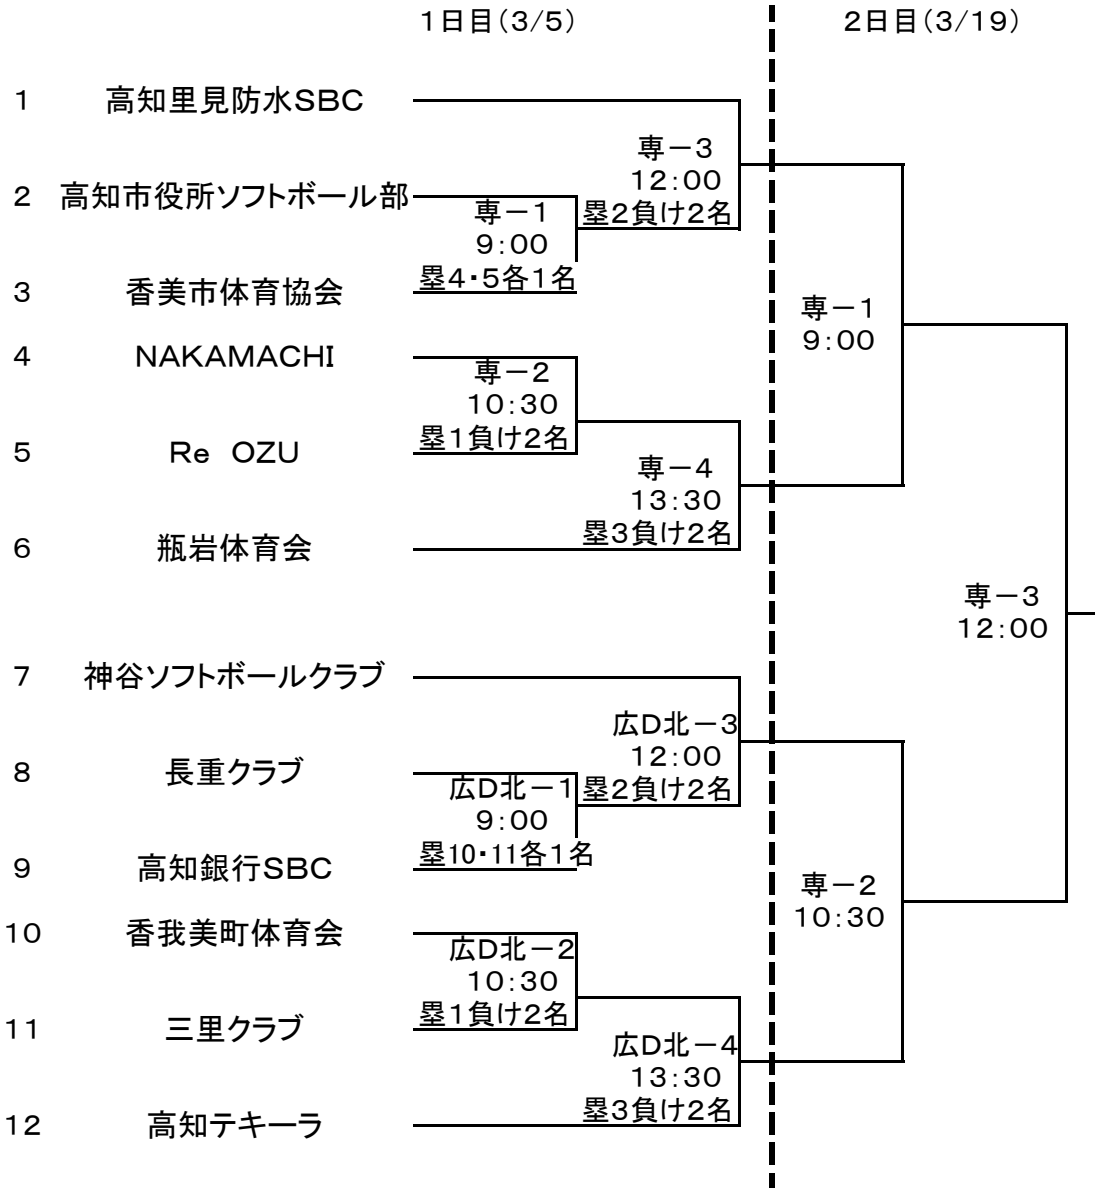 1日目(3/5)
2日目(3/19)
1 高知里見防水SBC
専－3
12:00
塁2負け2名
2 高知市役所ソフトボール部
専－1
9:00
塁4・5各1名
3 香美市体育協会
専－1
9:00
4 NAKAMACHI
専－2
10:30
塁1負け2名
5 Re OZU
専－4
13:30
塁3負け2名
6 瓶岩体育会
専－3
12:00
7 神谷ソフトボールクラブ
広D北－3
12:00
塁2負け2名
8 長重クラブ
広D北－1
9:00
塁10・11各1名
9 高知銀行SBC
専－2
10:30
10 香我美町体育会
広D北－2
10:30
塁1負け2名
11 三里クラブ
広D北－4
13:30
塁3負け2名
12 高知テキーラ